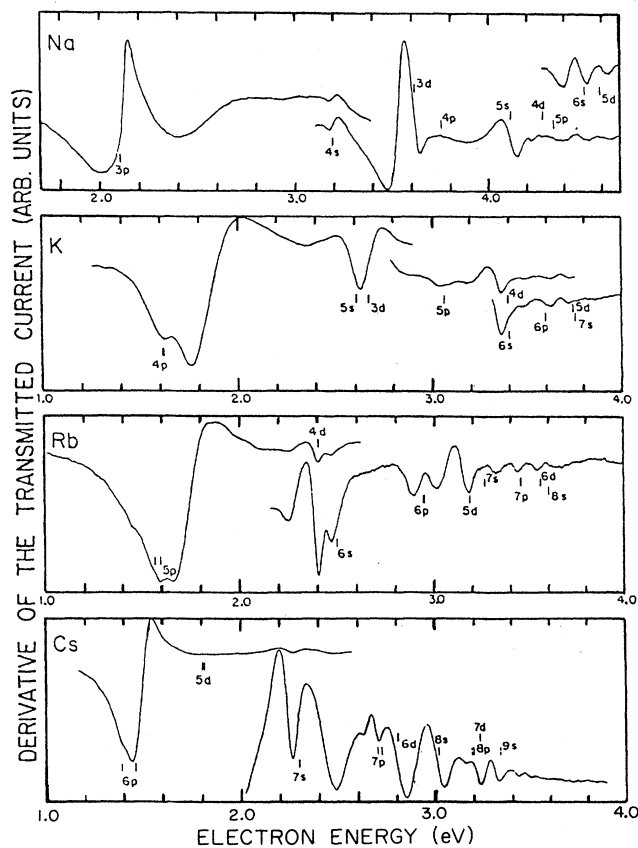 DERIVATIVE OF THE TRANSMITTED CURRENT (ARB. UNITS)
Na
3p
4s
3d
4p
5s
4d
5p
6s
5d
2.0
3.0
4.0
K
4p
5s
3d
5p
4d
6s
6p
5d
7s
1.0
2.0
3.0
4.0
Rb
5p
4d
6s
6p
5d
7s
7p
6d
8s
1.0
2.0
3.0
4.0
Cs
6p
5d
7s
7p
6d
8s
7d
8p
9s
1.0
2.0
3.0
4.0
ELECTRON ENERGY (eV)